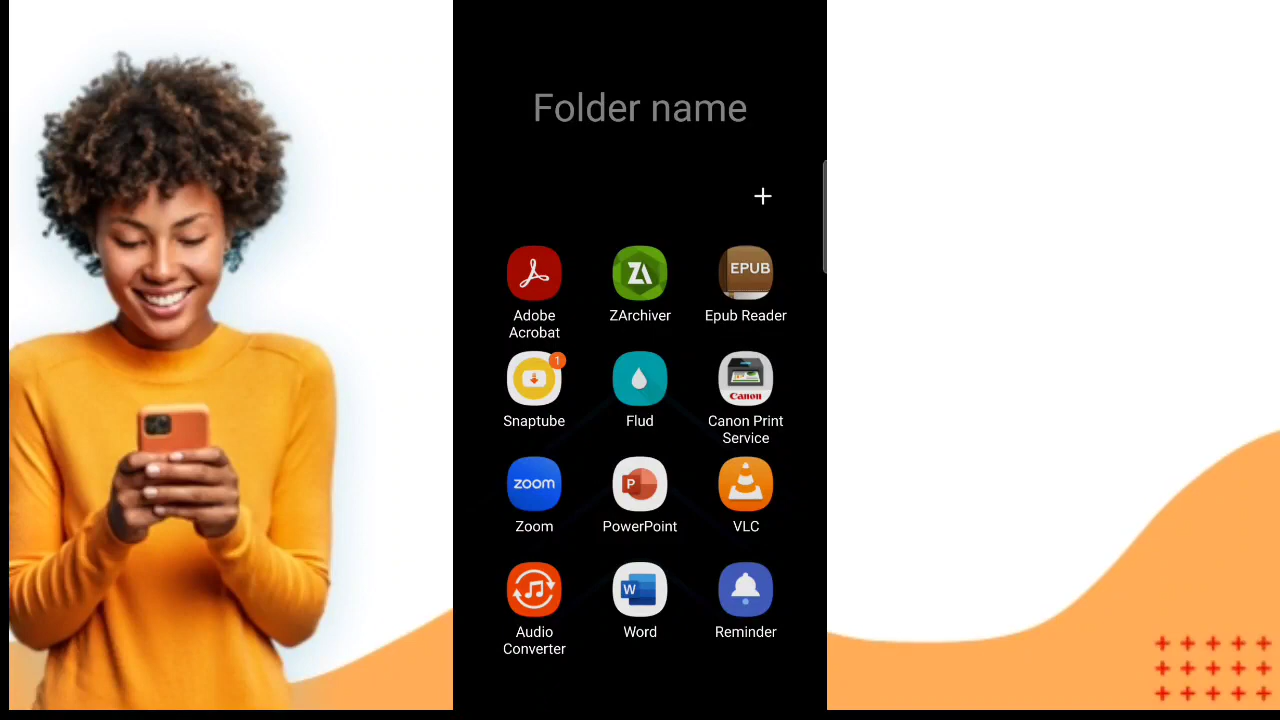 Folder name
+
EPUB
Adobe
Acrobat
ZArchiver
Epub Reader
1
Canon
Snaptube
Flud
Canon Print
Service
zoom
P
Zoom
PowerPoint
VLC
W
Audio
Converter
Word
Reminder